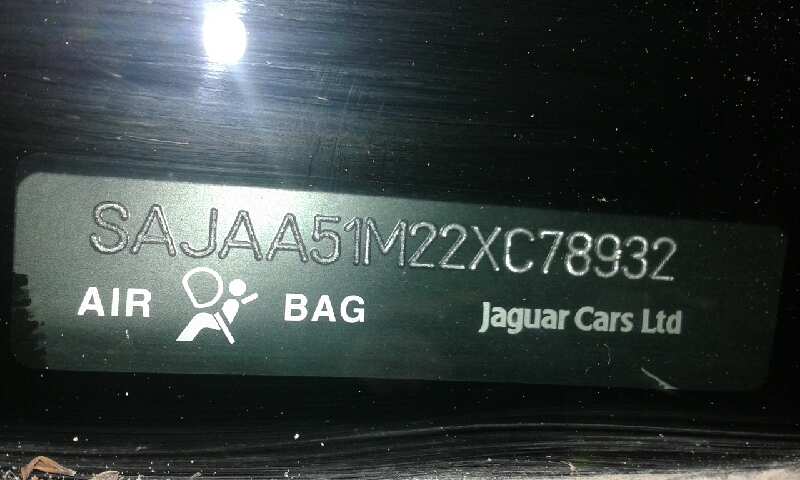 SAJAA51M22XC78932
AIR BAG Jaguar Cars Ltd